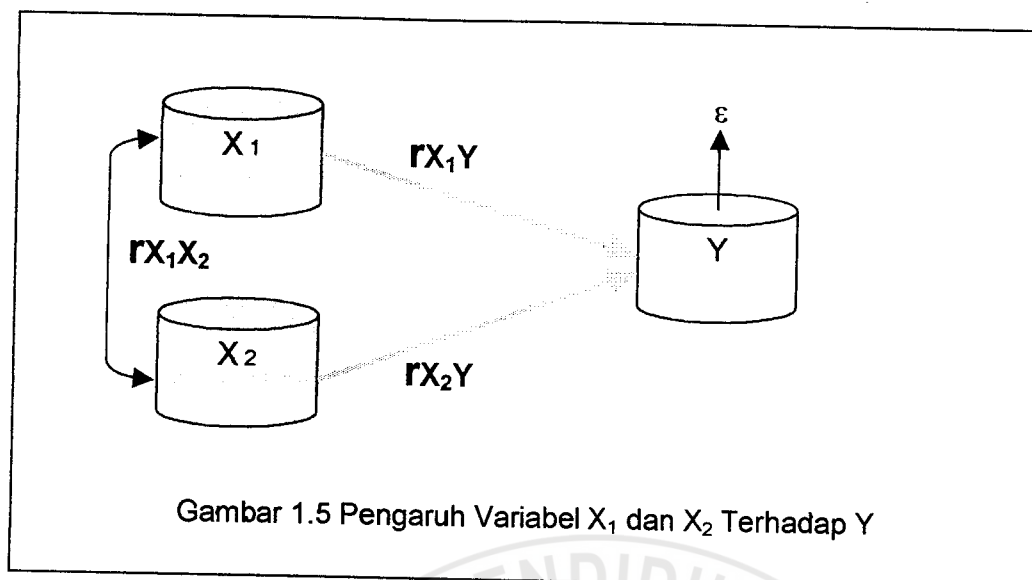 X₁
ε
rX₁Y
Y
rX₁X₂
X₂
rX₂Y
Gambar 1.5 Pengaruh Variabel X₁ dan X₂ Terhadap Y